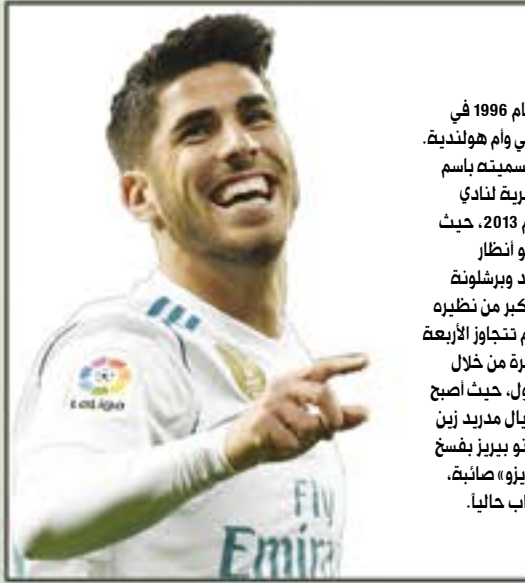 ام 1996 في
ي وأم هولندية.
سميته باسم
رية لنادي
م 2013، حيث
و أنظار
د وبرشلونة
كبر من نظيره
م تتجاوز الأربعة
رة من خلال
ول، حيث أصبح
يال مدريد زين
تو بيريز بفسخ
يزو» صائبة،
اب حالياً.
LaLiga
Fly
Emira